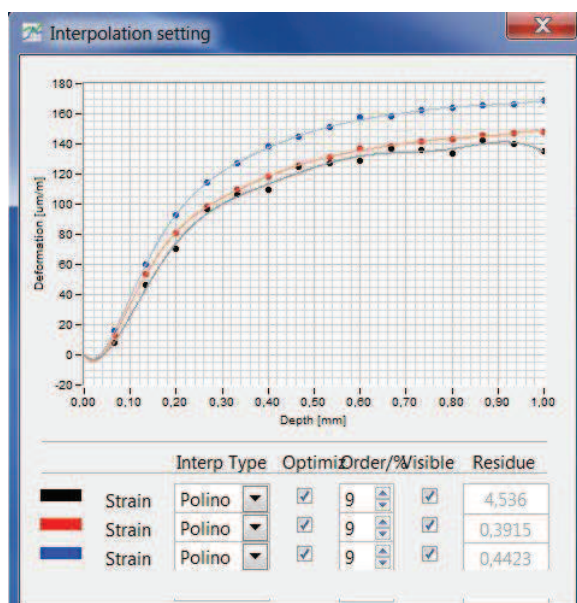 Interpolation setting
X
180
160
140
120
100
80
60
40
20
0
-20
Deformation [um/m]
0,00 0,10 0,20 0,30 0,40 0,50 0,60 0,70 0,80 0,90 1,00
Depth [mm]
Interp Type Optimiz Order/% Visible Residue
Strain Polino 9 4,536
Strain Polino 9 0,3915
Strain Polino 9 0,4423